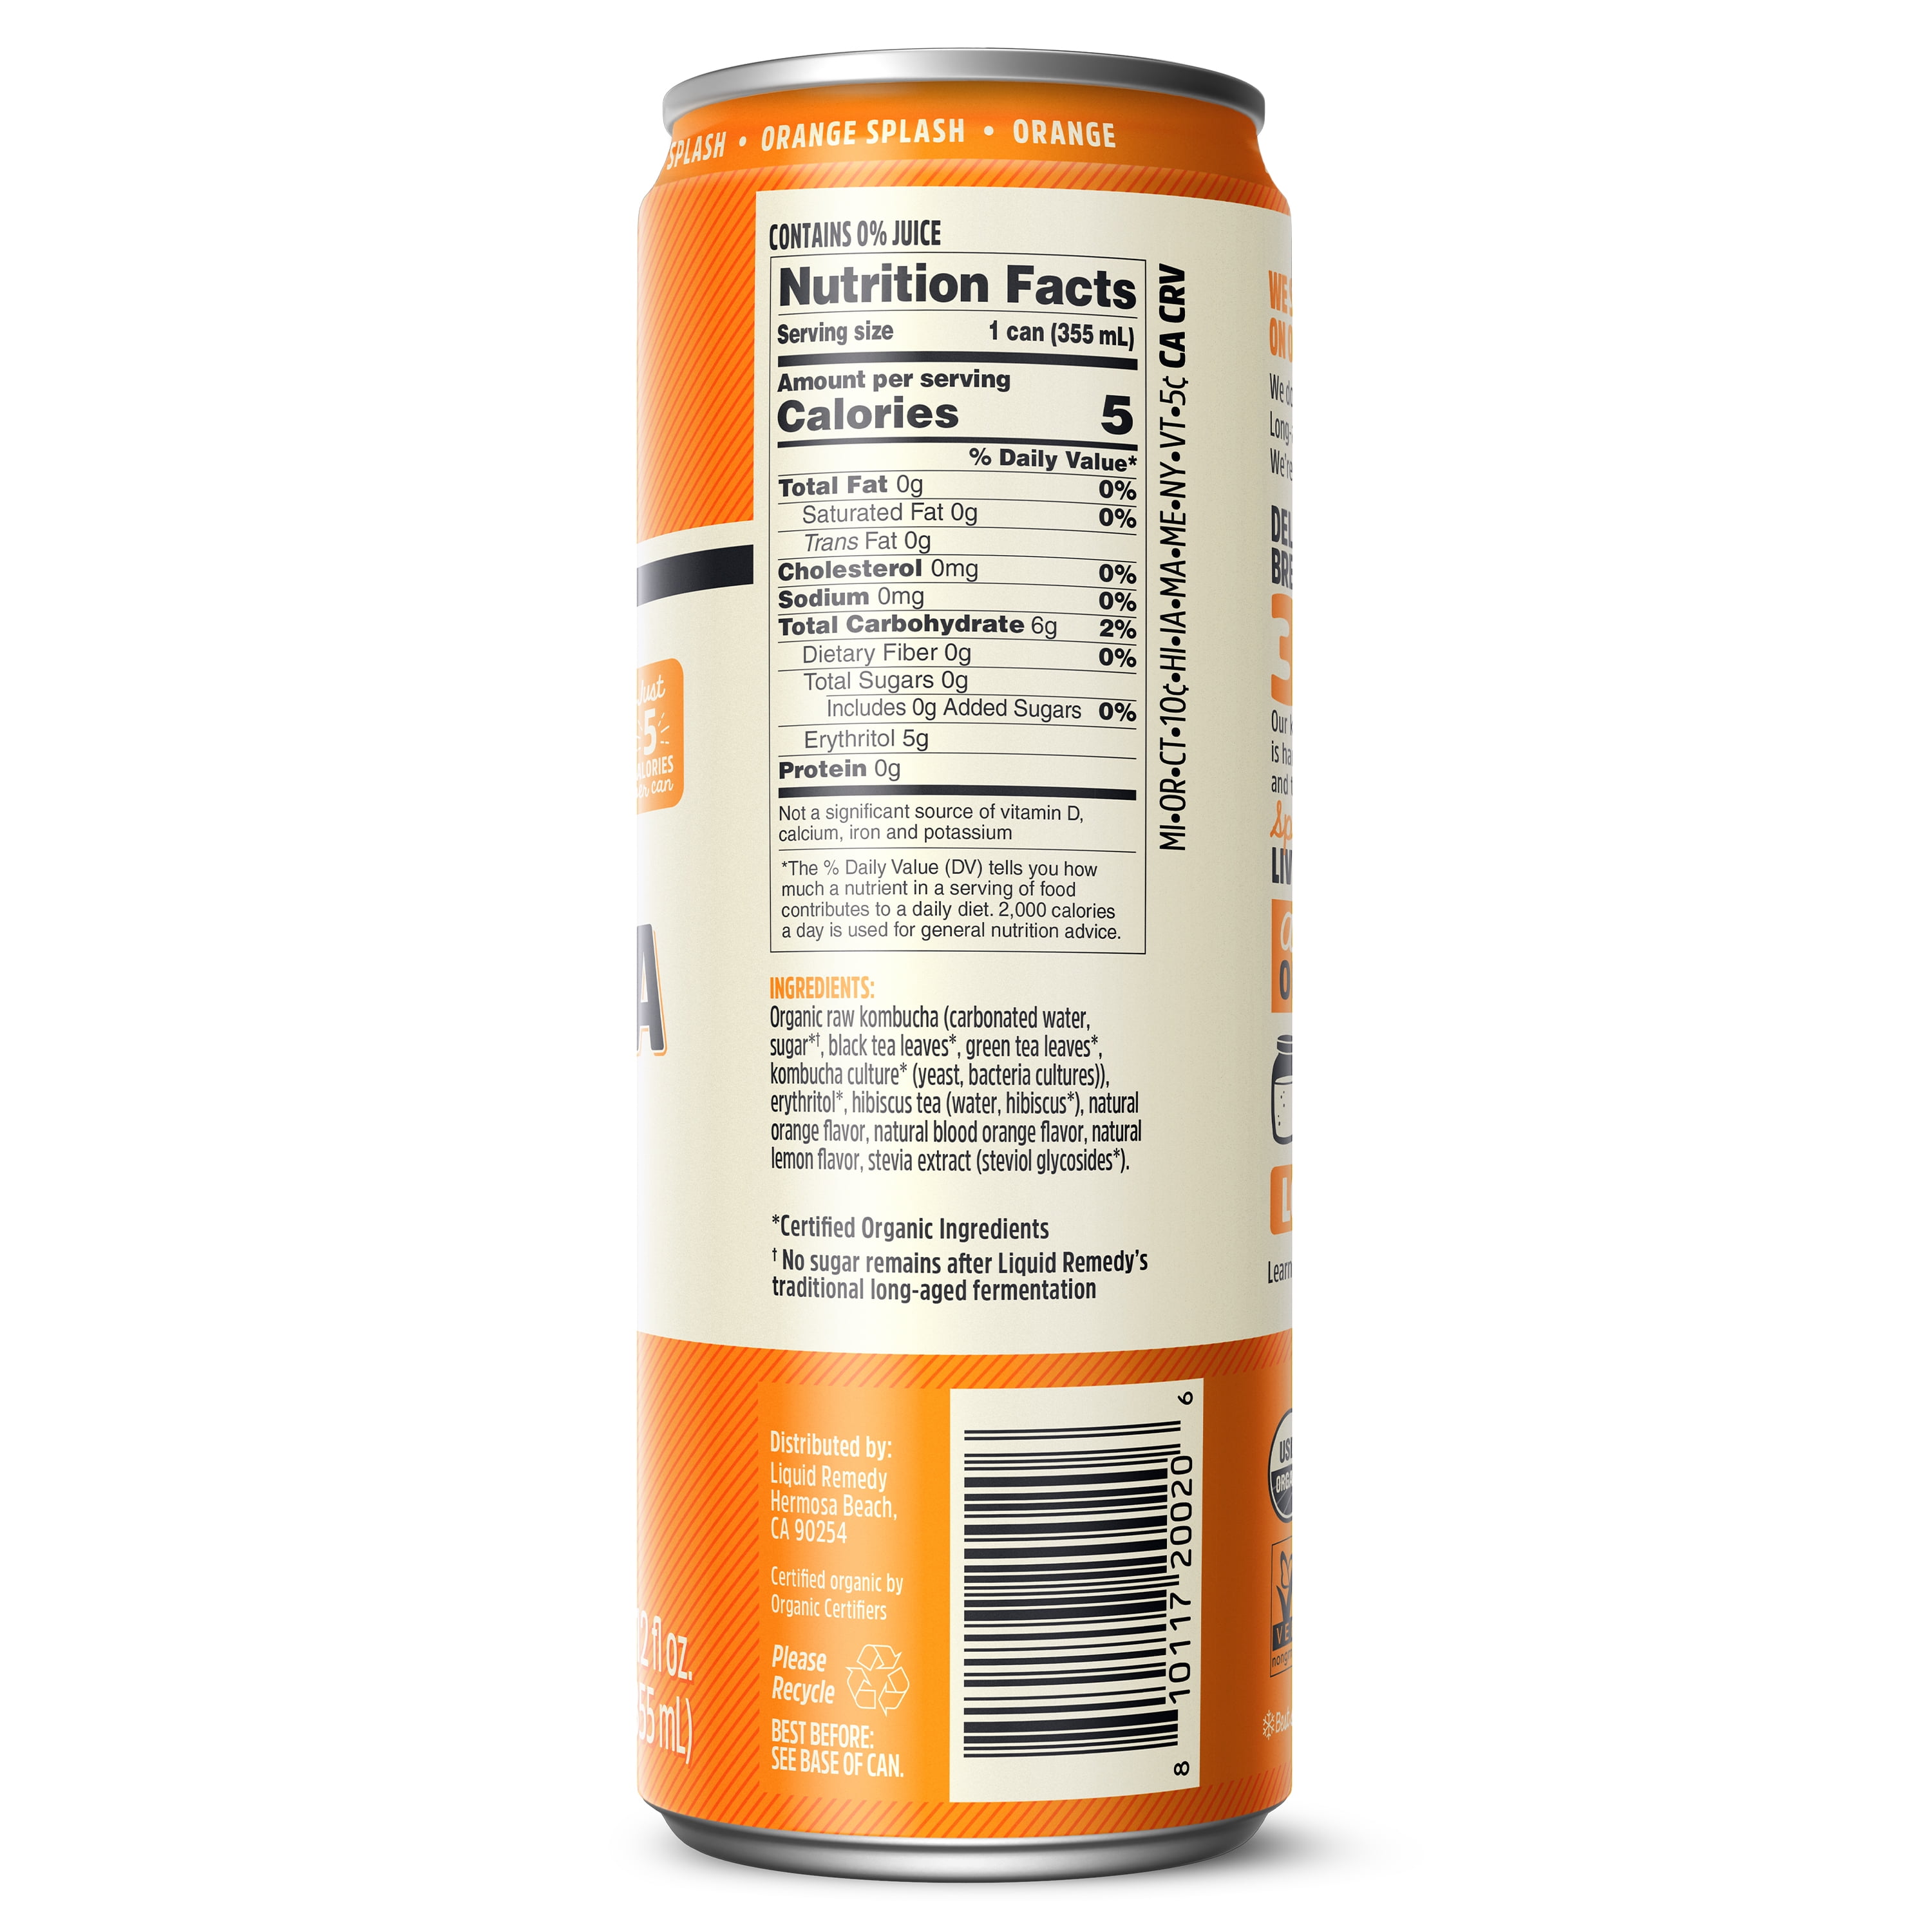 SPLASH • ORANGE SPLASH • ORANGE
CONTAINS 0% JUICE
Nutrition Facts
Serving size 1 can (355 mL)
Amount per serving
Calories 5
% Daily Value*
Total Fat 0g 0%
Saturated Fat 0g 0%
Trans Fat 0g
Cholesterol 0mg 0%
Sodium 0mg 0%
Total Carbohydrate 6g 2%
Dietary Fiber 0g 0%
Total Sugars 0g
Includes 0g Added Sugars 0%
Erythritol 5g
Protein 0g
Not a significant source of vitamin D,
calcium, iron and potassium
*The % Daily Value (DV) tells you how
much a nutrient in a serving of food
contributes to a daily diet. 2,000 calories
a day is used for general nutrition advice.
MI•OR•CT•10¢•HI•IA•MA•ME•NY•VT•5¢ CA CRV
INGREDIENTS:
Organic raw kombucha (carbonated water,
sugar*†, black tea leaves*, green tea leaves*,
kombucha culture* (yeast, bacteria cultures)),
erythritol*, hibiscus tea (water, hibiscus*), natural
orange flavor, natural blood orange flavor, natural
lemon flavor, stevia extract (steviol glycosides*).
*Certified Organic Ingredients
† No sugar remains after Liquid Remedy's
traditional long-aged fermentation
Distributed by:
Liquid Remedy
Hermosa Beach,
CA 90254
Certified organic by
Organic Certifiers
Please
Recycle
BEST BEFORE:
SEE BASE OF CAN.
8 10117 20020 6
Just
5
can
A
fl oz.
mL)
We
is
and